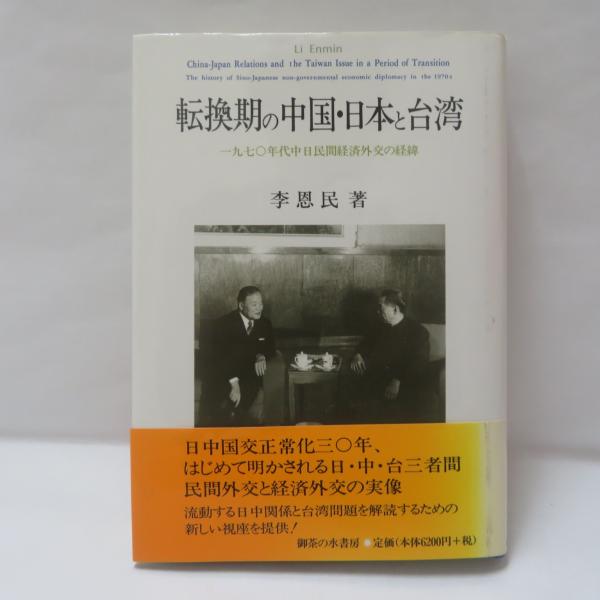 Li Enmin
China-Japan Relations and the Taiwan Issue in a Period of Transition
The history of Sino-Japanese non-governmental economic diplomacy in the 1970s
転換期の中国・日本と台湾
一九七〇年代中日民間経済外交の経緯
李恩民 著
日中国交正常化三〇年、
はじめて明かされる日・中・台三者間
民間外交と経済外交の実像
流動する日中関係と台湾問題を解読するための
新しい視座を提供!
御茶の水書房 ●定価(本体6200円+税)